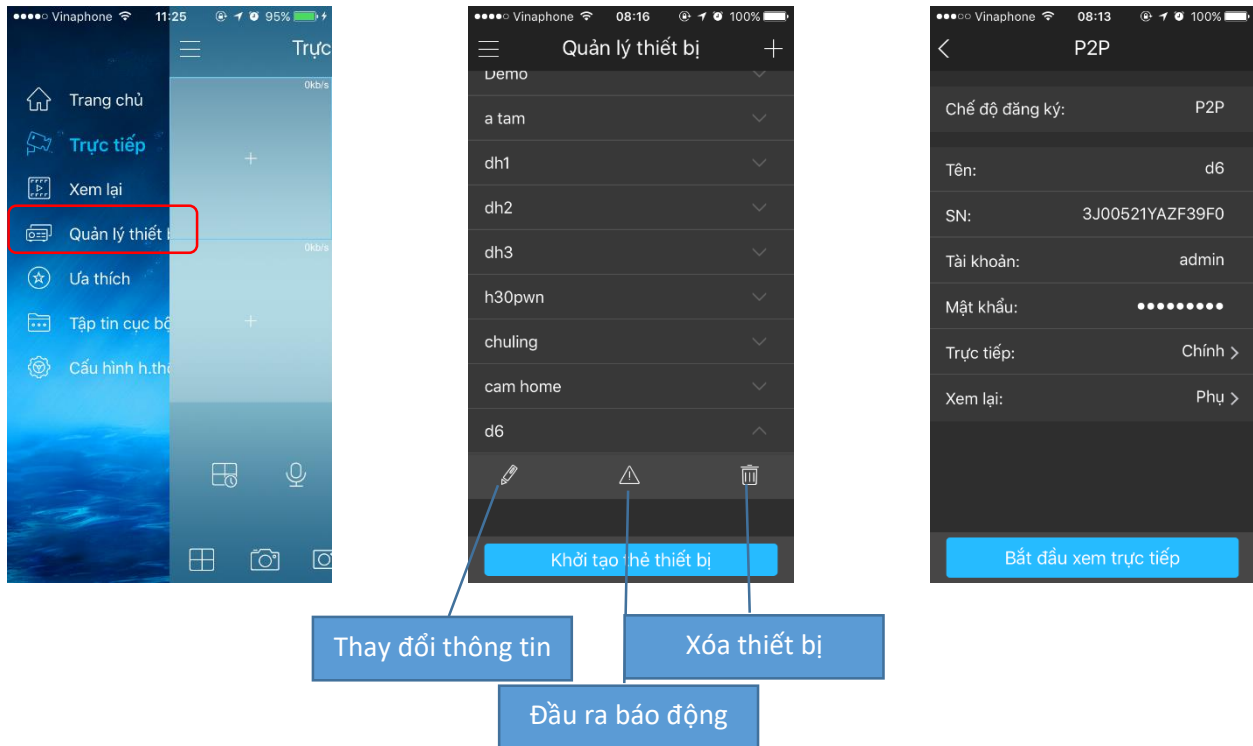 Vinaphone 11:25 95%
Trực
0kb/s
Trang chủ
Trực tiếp
Xem lại
Quản lý thiết
0kb/s
Ưa thích
Tập tin cục bộ
Cấu hình h.th
Vinaphone 08:16 100%
Quản lý thiết bị
Demo
a tam
dh1
dh2
dh3
h30pwn
chuling
cam home
d6
Khởi tạo thẻ thiết bị
Thay đổi thông tin
Xóa thiết bị
Đầu ra báo động
Vinaphone 08:13 100%
P2P
Chế độ đăng ký: P2P
Tên: d6
SN: 3J00521YAZF39F0
Tài khoản: admin
Mật khẩu: •••••••••
Trực tiếp: Chính >
Xem lại: Phụ >
Bắt đầu xem trực tiếp